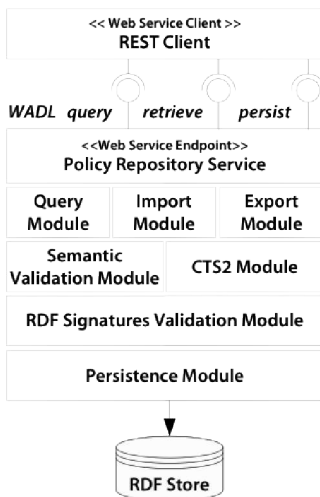 << Web Service Client >>
REST Client
WADL query retrieve persist
<<Web Service Endpoint>>
Policy Repository Service
Query Module
Import Module
Export Module
Semantic Validation Module
CTS2 Module
RDF Signatures Validation Module
Persistence Module
RDF Store